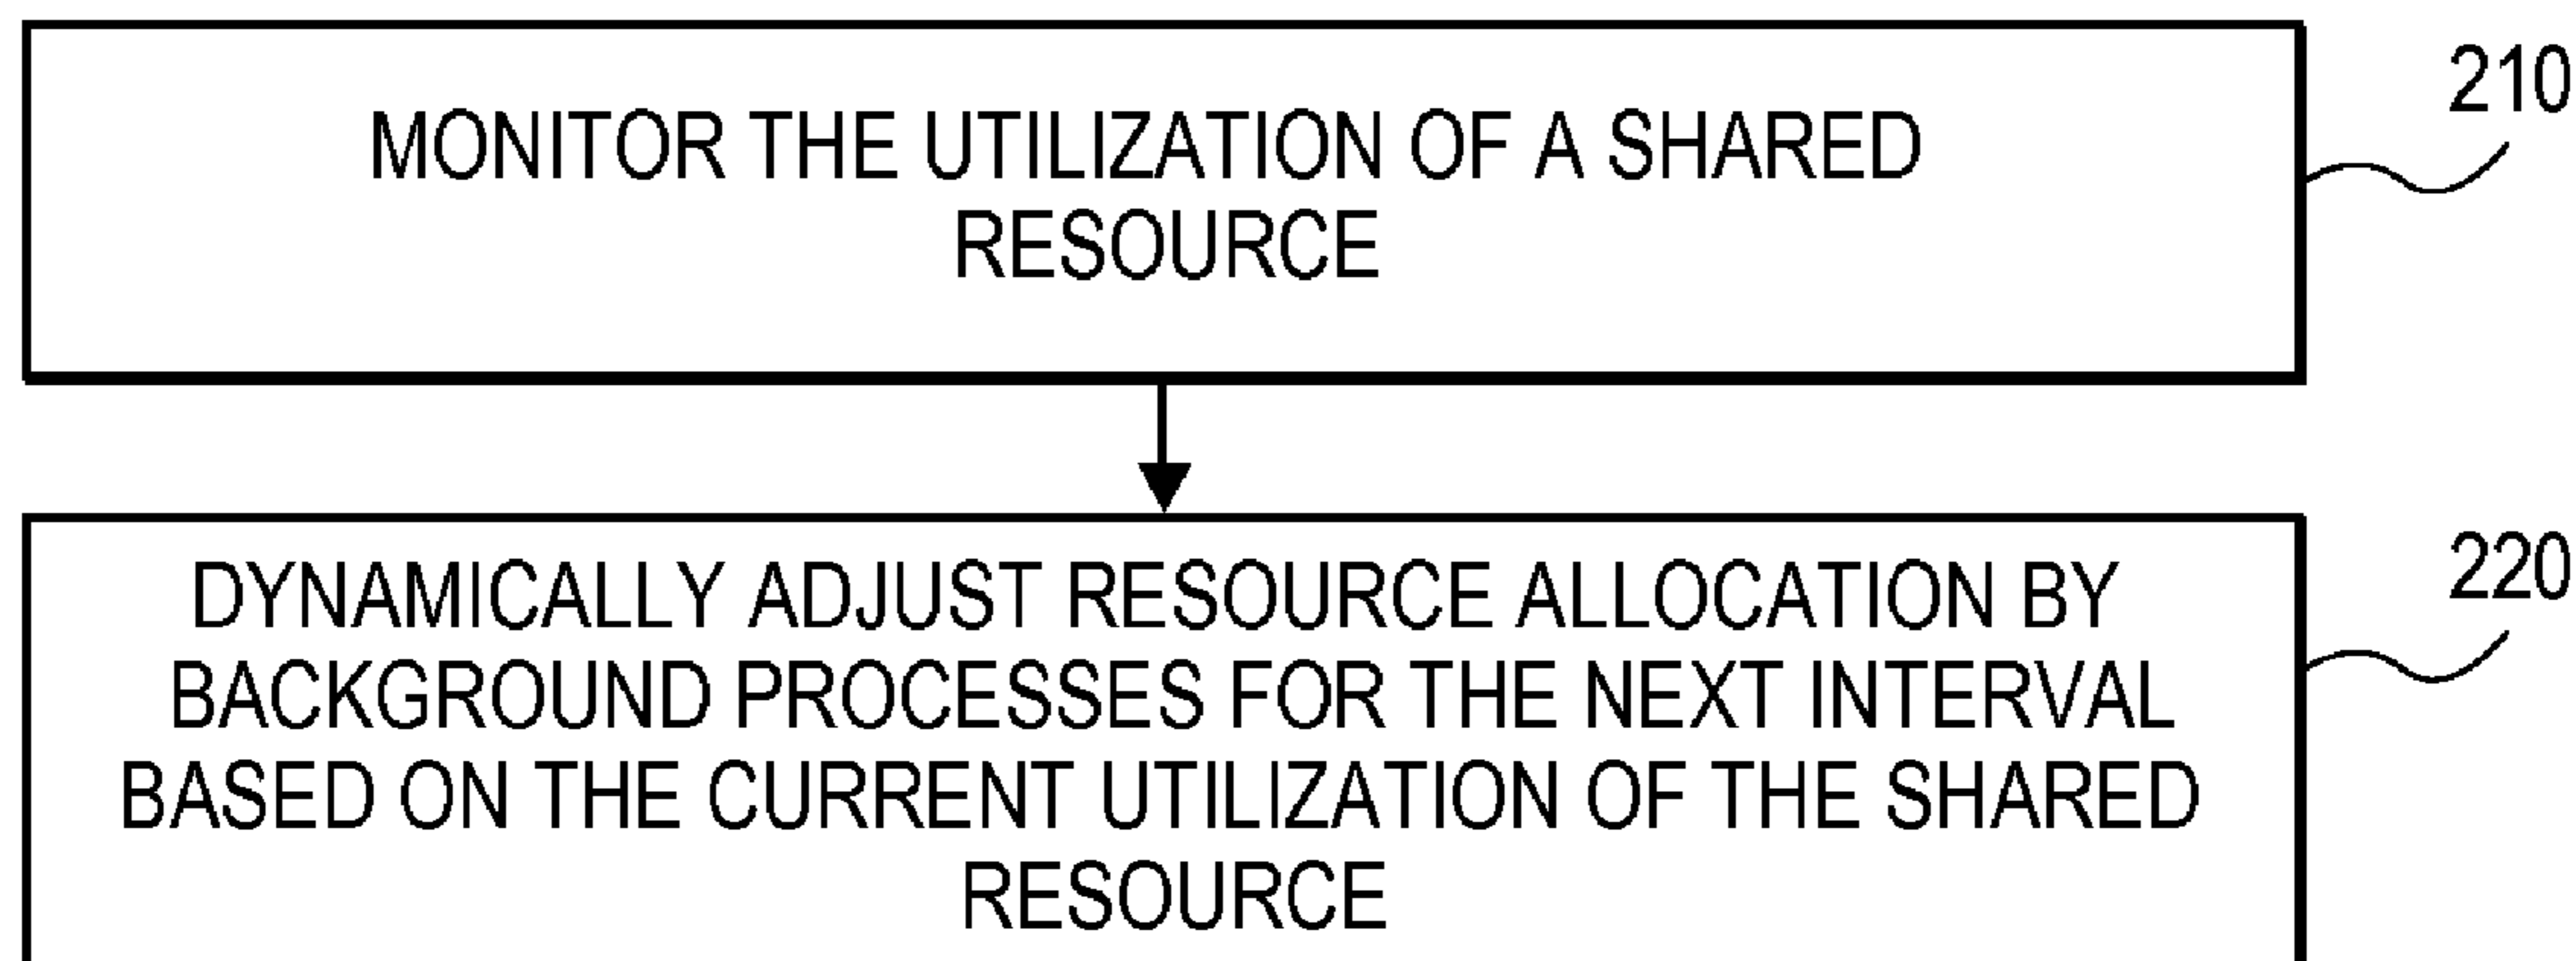 210
MONITOR THE UTILIZATION OF A SHARED
RESOURCE
220
DYNAMICALLY ADJUST RESOURCE ALLOCATION BY
BACKGROUND PROCESSES FOR THE NEXT INTERVAL
BASED ON THE CURRENT UTILIZATION OF THE SHARED
RESOURCE